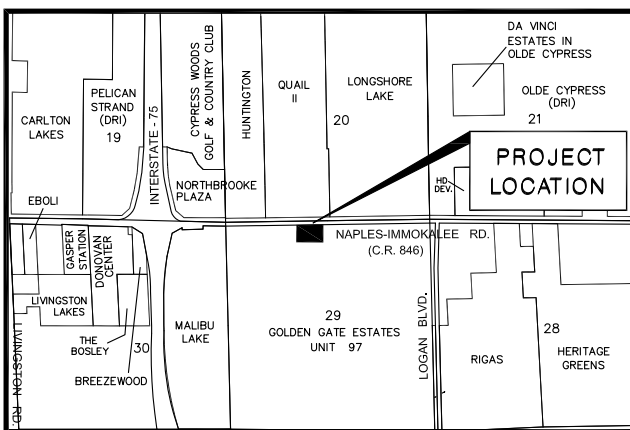 DA VINCI
ESTATES IN
OLDE CYPRESS
CARLTON
LAKES
PELICAN
STRAND
(DRI)
19
INTERSTATE - 75
CYPRESS WOODS
GOLF & COUNTRY CLUB
HUNTINGTON
QUAIL
II
20
LONGSHORE
LAKE
OLDE CYPRESS
(DRI)
21
PROJECT
LOCATION
HD
DEV.
NORTHBROOKE
PLAZA
EBOLI
GASPER
STATION
DONOVAN
CENTER
NAPLES-IMMOKALEE RD.
(C.R. 846)
LIVINGSTON
LAKES
LIVINGSTON RD.
THE
BOSLEY
30
BREEZEWOOD
MALIBU
LAKE
29
GOLDEN GATE ESTATES
UNIT 97
LOGAN BLVD.
RIGAS
28
HERITAGE
GREENS